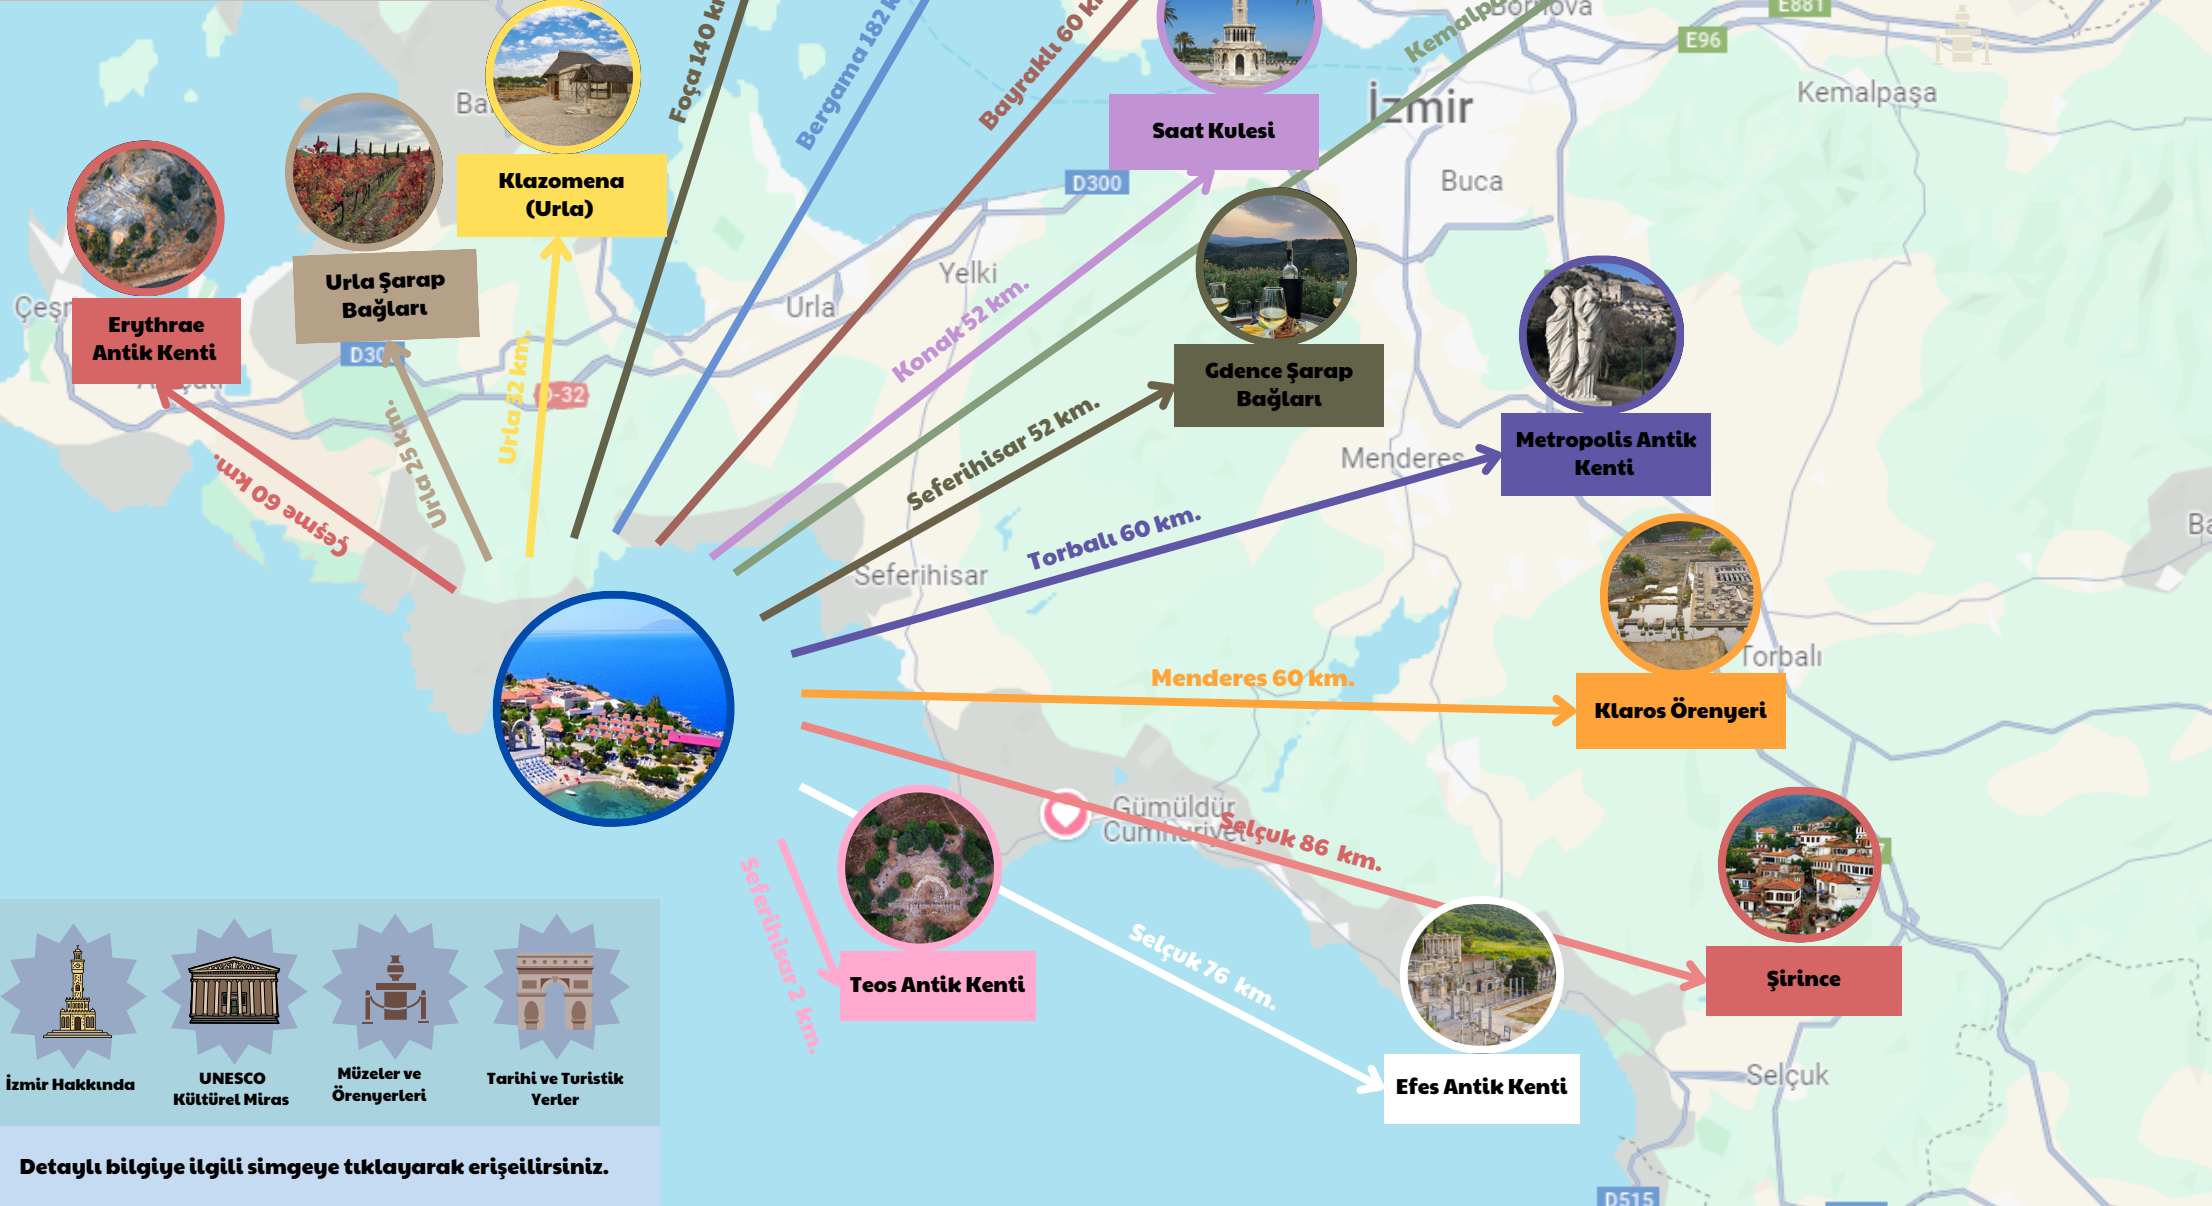 Bornova
E881
E96
Kemalpaşa
İzmir
Buca
D300
Yelki
Urla
Menderes
Seferihisar
Torbalı
Gümüldür
Cumhuriyet
Selçuk
D515
Foça 140
Bergama 182
Bayraklı 60
Saat Kulesi
Klazomena
(Urla)
Urla Şarap
Bağları
Erythrae
Antik Kenti
Çeşme 60 km.
Urla 25 km.
Urla 32 km.
Konak 52 km.
Seferihisar 52 km.
Gdence Şarap
Bağları
Torbalı 60 km.
Metropolis Antik
Kenti
Menderes 60 km.
Klaros Örenyeri
Selçuk 86 km.
Şirince
Selçuk 76 km.
Efes Antik Kenti
Seferihisar 2 km.
Teos Antik Kenti
İzmir Hakkında
UNESCO
Kültürel Miras
Müzeler ve
Örenyerleri
Tarihi ve Turistik
Yerler
Detaylı bilgiye ilgili simgeye tıklayarak erişeilirsiniz.